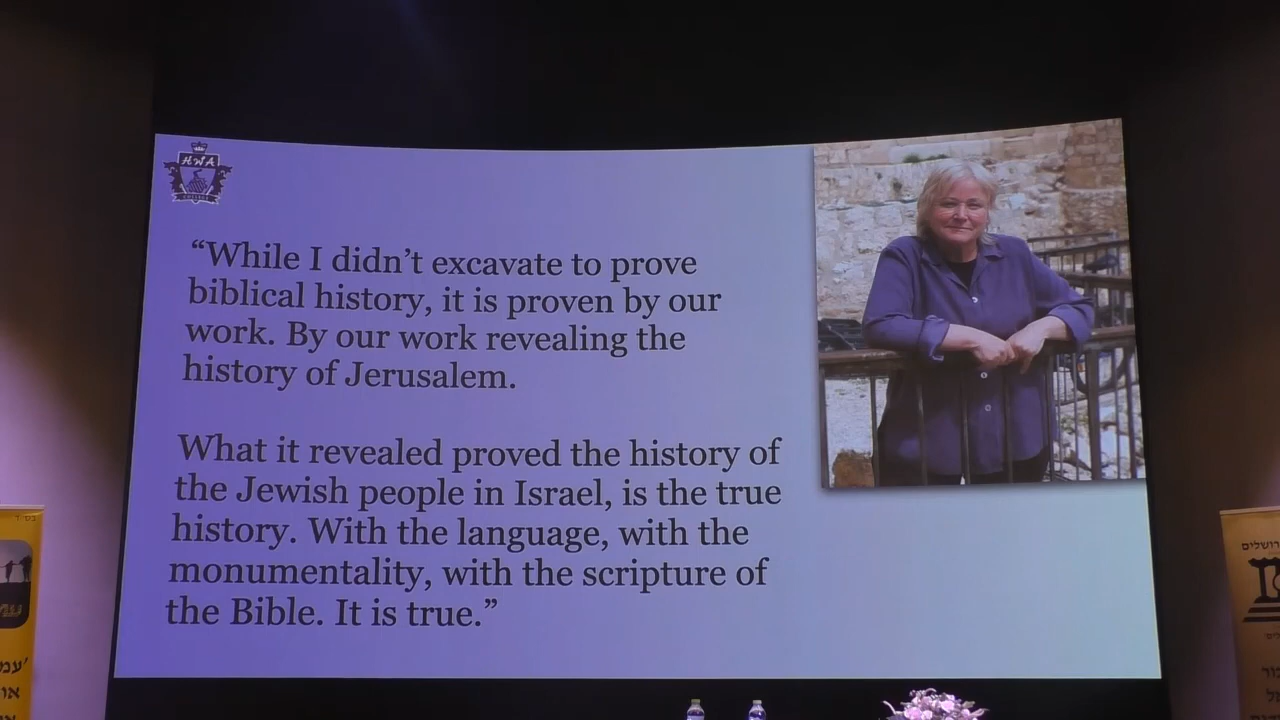 HWA
“While I didn’t excavate to prove
biblical history, it is proven by our
work. By our work revealing the
history of Jerusalem.
What it revealed proved the history of
the Jewish people in Israel, is the true
history. With the language, with the
monumentality, with the scripture of
the Bible. It is true.”